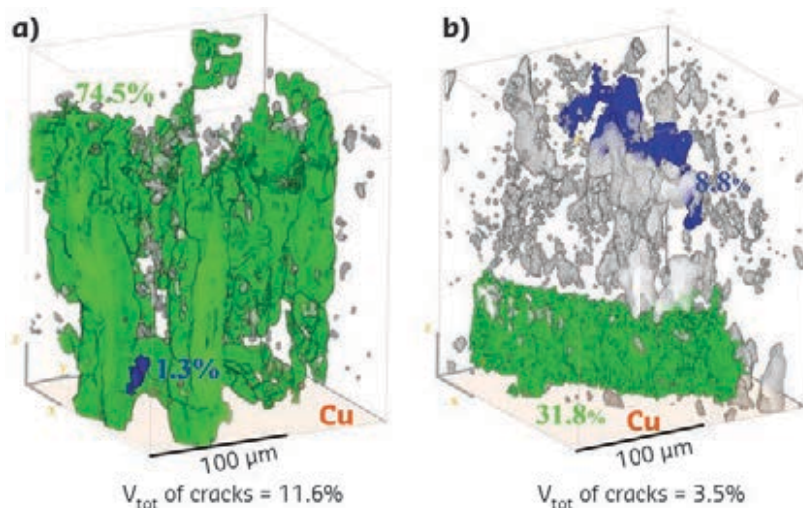 a)
74.5%
1.3%
Cu
100 μm
V_tot of cracks = 11.6%
b)
8.8%
31.8%
Cu
100 μm
V_tot of cracks = 3.5%